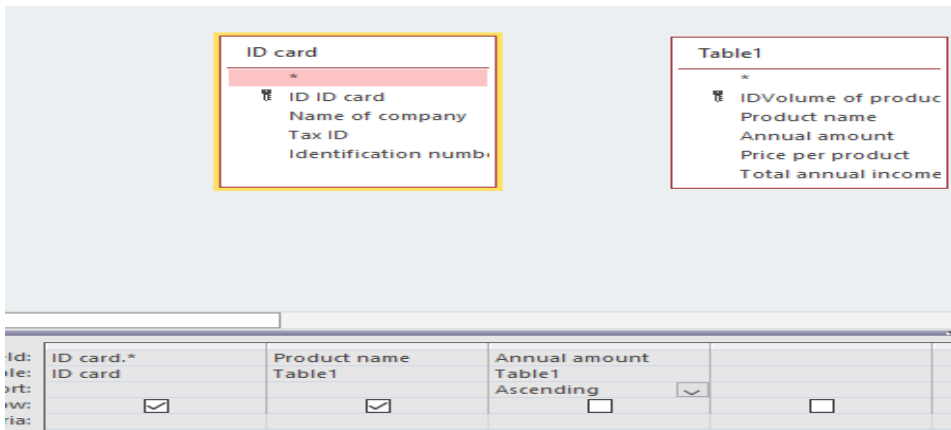 ID card
*
ID ID card
Name of company
Tax ID
Identification numb
Table1
*
IDVolume of produc
Product name
Annual amount
Price per product
Total annual income
ld: ID card.* Product name Annual amount
le: ID card Table1 Table1
ort: Ascending
ow:
ria: